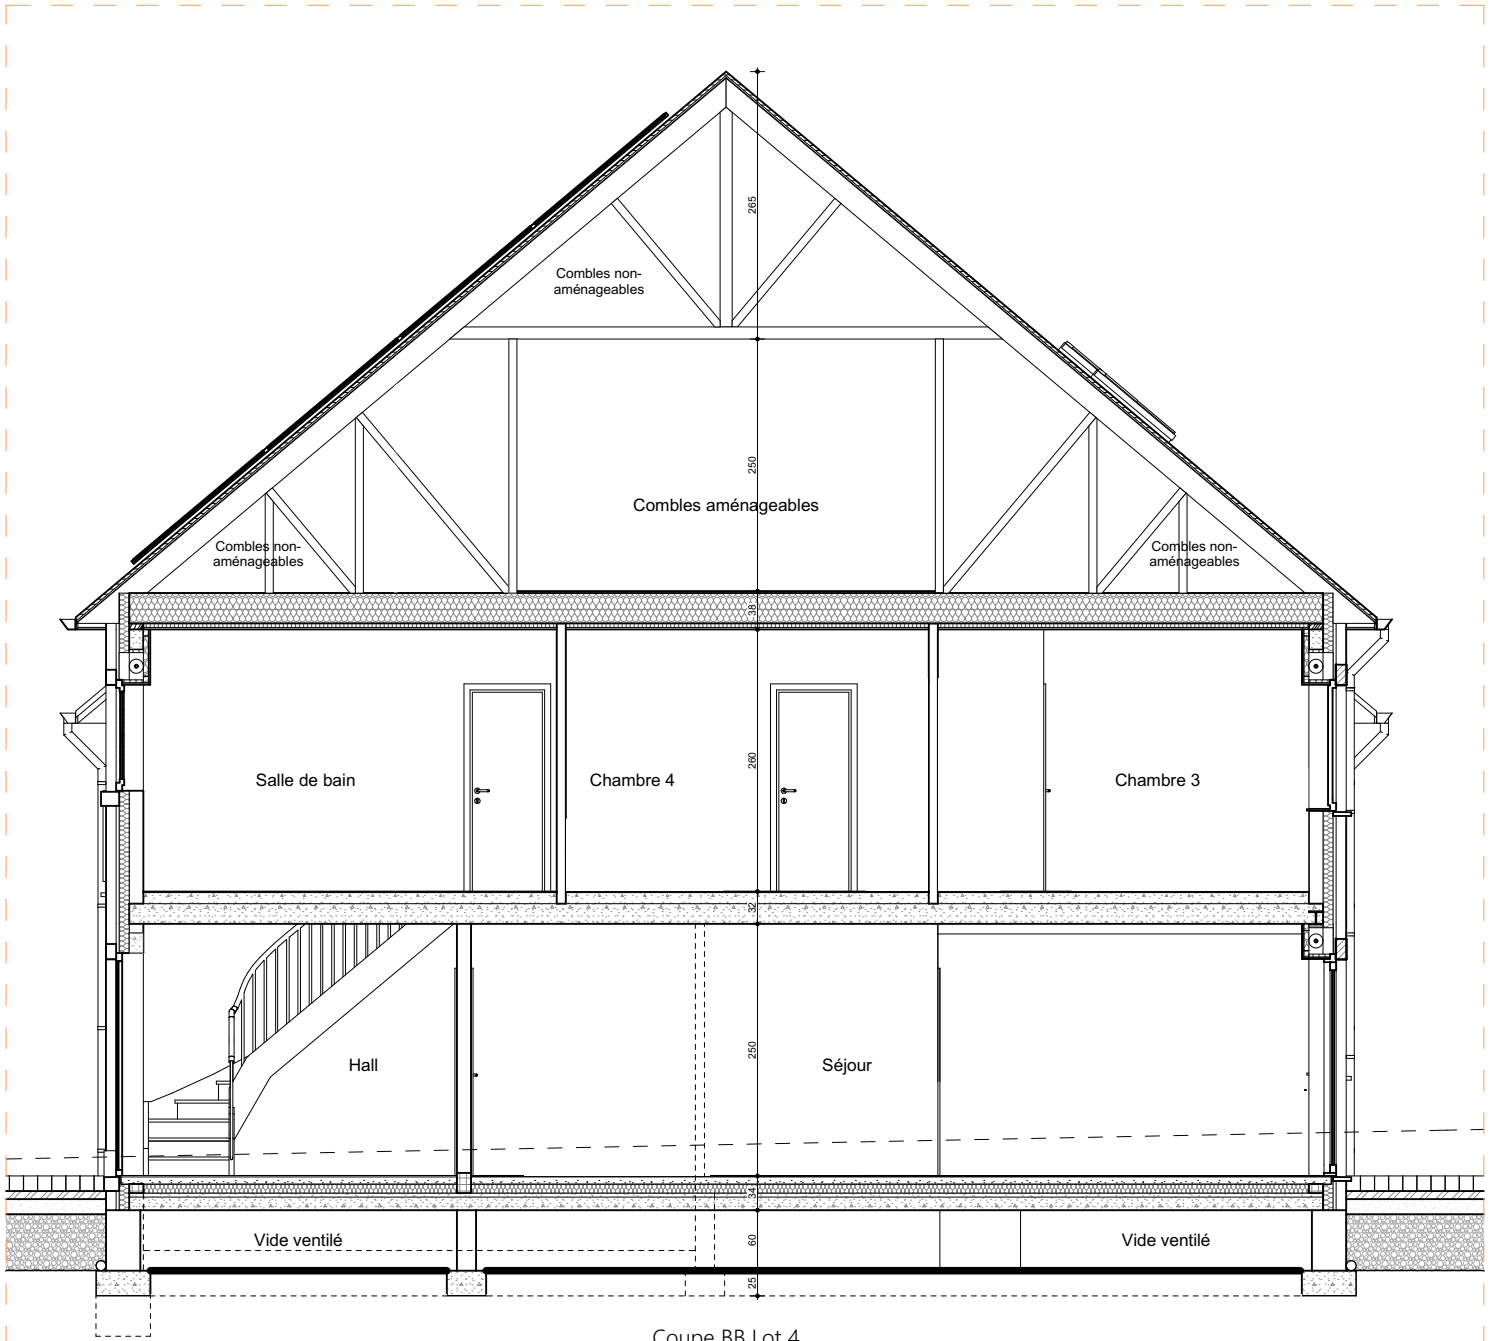 265
Combles non-
aménageables
250
Combles aménageables
Combles non-
aménageables
Combles non-
aménageables
38
260
Salle de bain
Chambre 4
Chambre 3
32
250
Hall
Séjour
34
Vide ventilé
60
Vide ventilé
25
Coupe BB Lot 4